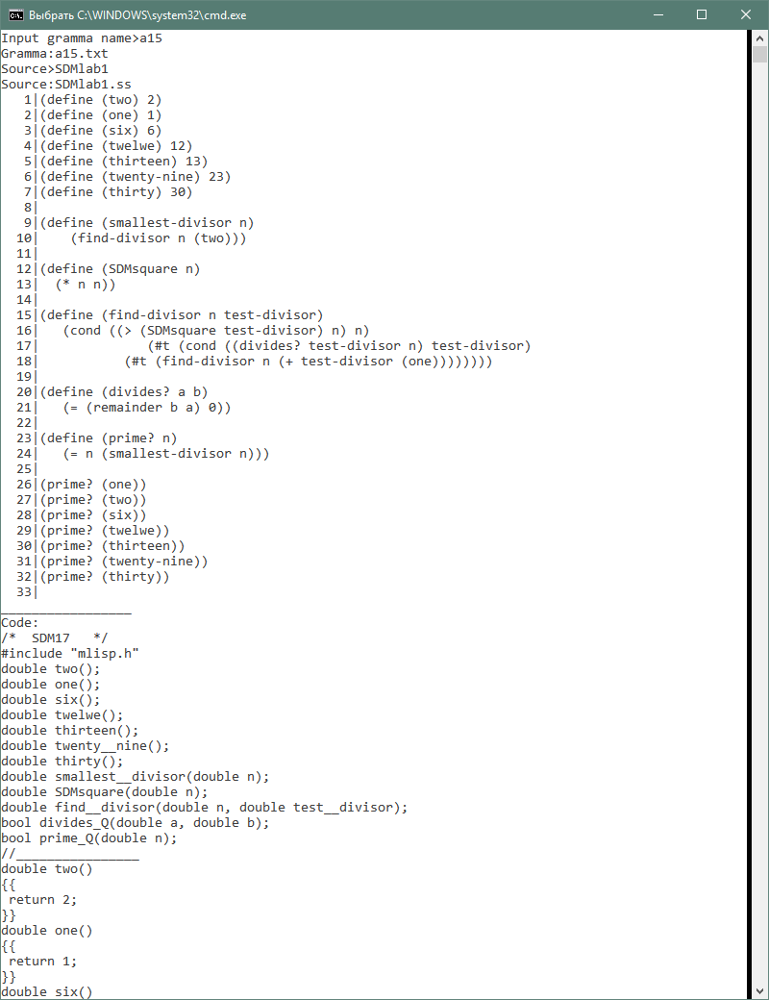 Выбрать C:\WINDOWS\system32\cmd.exe
Input gramma name>a15
Gramma:a15.txt
Source>SDMlab1
Source:SDMlab1.ss
   1|(define (two) 2)
   2|(define (one) 1)
   3|(define (six) 6)
   4|(define (twelwe) 12)
   5|(define (thirteen) 13)
   6|(define (twenty-nine) 23)
   7|(define (thirty) 30)
   8|
   9|(define (smallest-divisor n)
  10|    (find-divisor n (two)))
  11|
  12|(define (SDMsquare n)
  13|  (* n n))
  14|
  15|(define (find-divisor n test-divisor)
  16|   (cond ((> (SDMsquare test-divisor) n) n)
  17|              (#t (cond ((divides? test-divisor n) test-divisor)
  18|           (#t (find-divisor n (+ test-divisor (one))))))))
  19|
  20|(define (divides? a b)
  21|   (= (remainder b a) 0))
  22|
  23|(define (prime? n)
  24|   (= n (smallest-divisor n)))
  25|
  26|(prime? (one))
  27|(prime? (two))
  28|(prime? (six))
  29|(prime? (twelwe))
  30|(prime? (thirteen))
  31|(prime? (twenty-nine))
  32|(prime? (thirty))
  33|
_________________
Code:
/*  SDM17   */
#include "mlisp.h"
double two();
double one();
double six();
double twelwe();
double thirteen();
double twenty__nine();
double thirty();
double smallest__divisor(double n);
double SDMsquare(double n);
double find__divisor(double n, double test__divisor);
bool divides_Q(double a, double b);
bool prime_Q(double n);
//________________
double two()
{{
 return 2;
}}
double one()
{{
 return 1;
}}
double six()